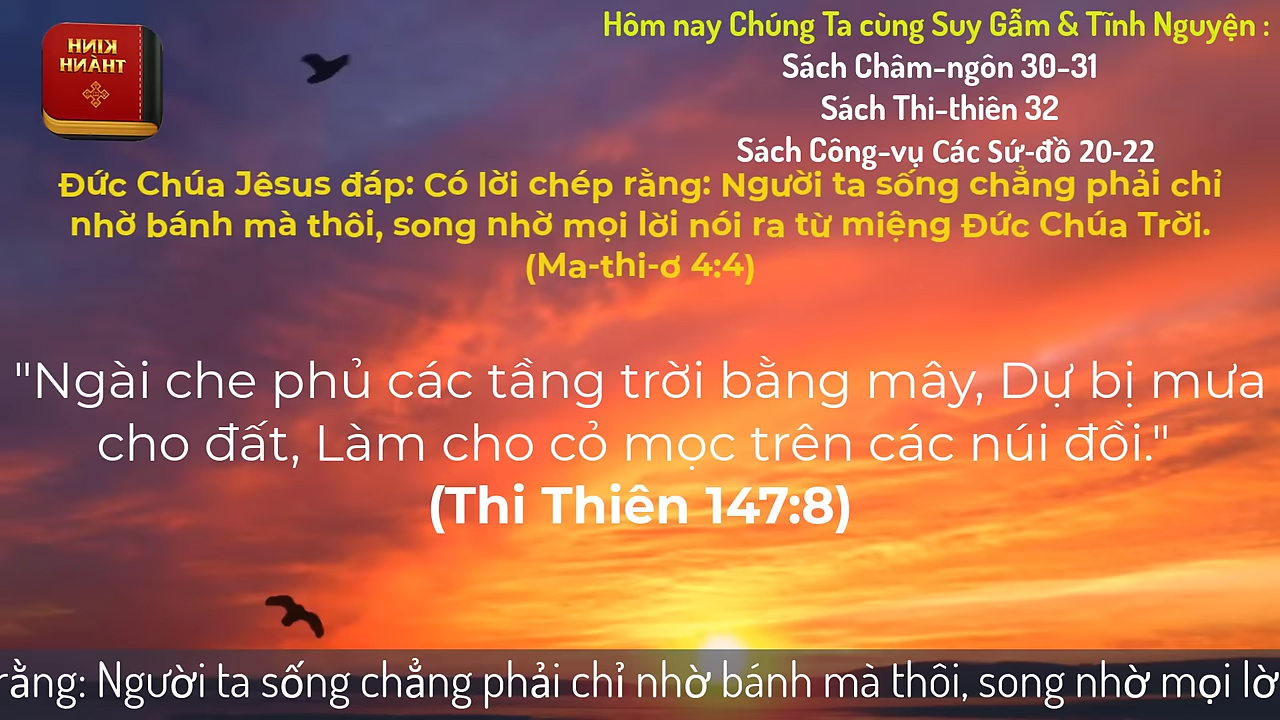 KINH
THÀNH
Hôm nay Chúng Ta cùng Suy Gẫm & Tĩnh Nguyện :
Sách Châm-ngôn 30-31
Sách Thi-thiên 32
Sách Công-vụ Các Sứ-đồ 20-22
Đức Chúa Jêsus đáp: Có lời chép rằng: Người ta sống chẳng phải chỉ
nhờ bánh mà thôi, song nhờ mọi lời nói ra từ miệng Đức Chúa Trời.
(Ma-thi-ơ 4:4)
"Ngài che phủ các tầng trời bằng mây, Dự bị mưa
cho đất, Làm cho cỏ mọc trên các núi đồi."
(Thi Thiên 147:8)
rằng: Người ta sống chẳng phải chỉ nhờ bánh mà thôi, song nhờ mọi lờ